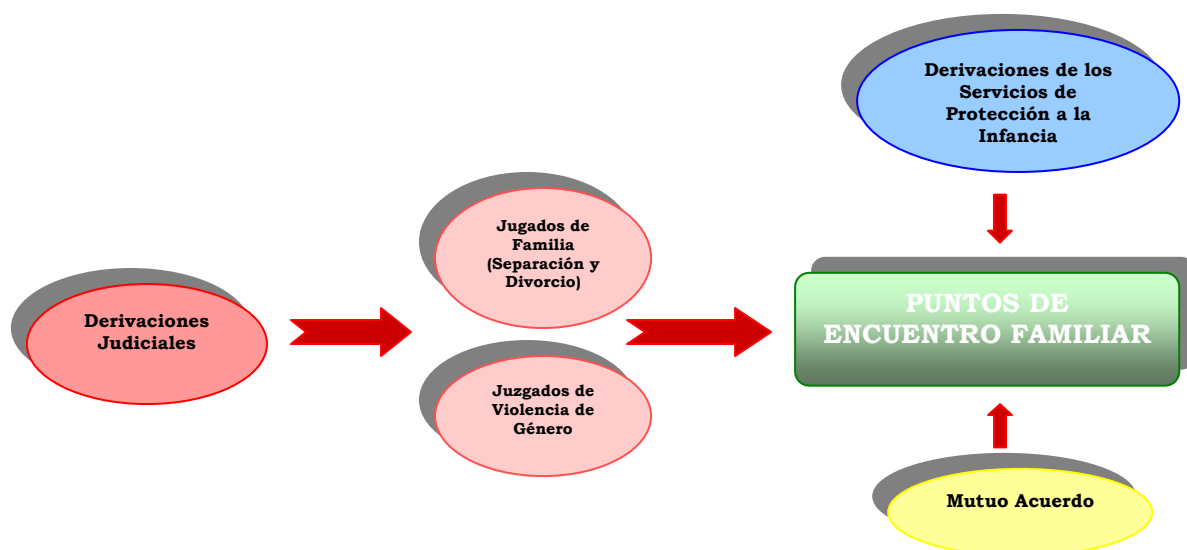 Derivaciones de los
Servicios de
Protección a la
Infancia
Jugados de
Familia
(Separación y
Divorcio)
Derivaciones
Judiciales
PUNTOS DE
ENCUENTRO FAMILIAR
Juzgados de
Violencia de
Género
Mutuo Acuerdo